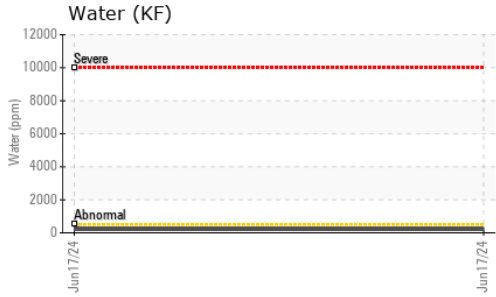 Water (KF)
12000
Severe
10000
8000
6000
4000
2000
Abnormal
0
Water (ppm)
Jun17/24
Jun17/24